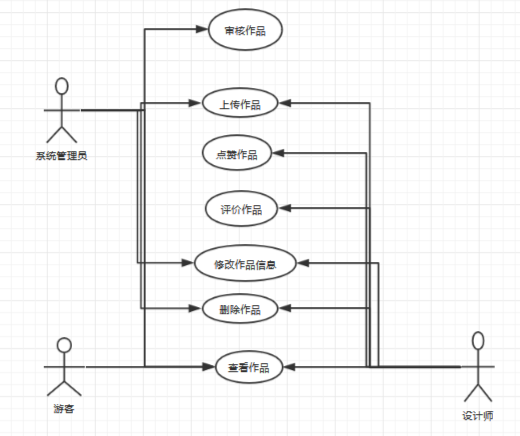 审核作品
上传作品
系统管理员
点赞作品
评价作品
修改作品信息
删除作品
查看作品
游客
设计师